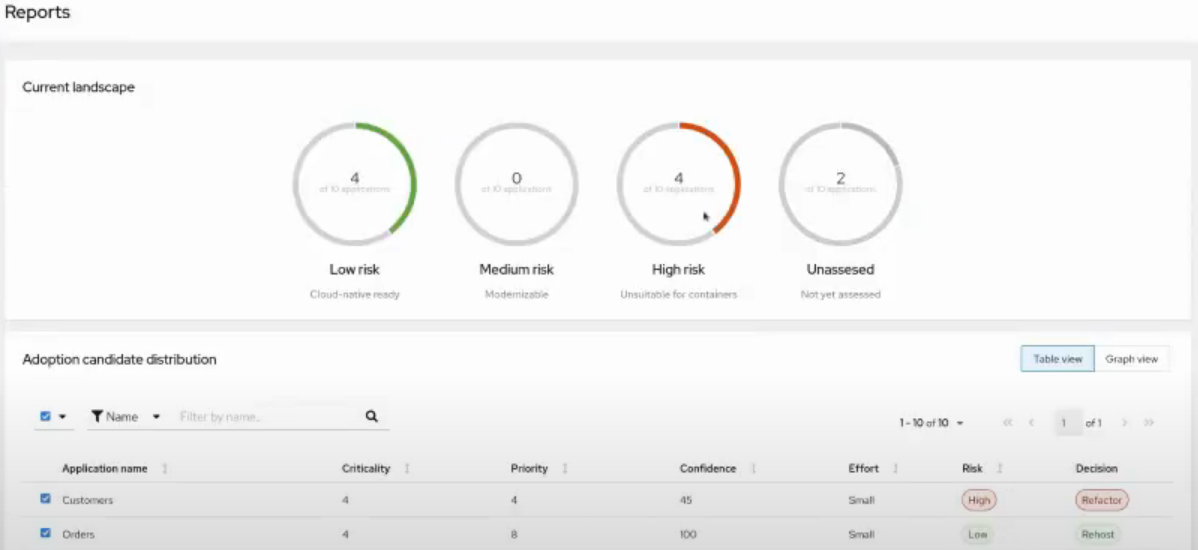 Reports
Current landscape
4 0 4 2
of 10 applications of 10 applications of 10 applications of 10 applications
Low risk Medium risk High risk Unassesed
Cloud-native ready Modernizable Unsuitable for containers Not yet assessed
Adoption candidate distribution Table view Graph view
Name Filter by name... 1 - 10 of 10 1 of 1
Application name Criticality Priority Confidence Effort Risk Decision
Customers 4 4 45 Small High Refactor
Orders 4 8 100 Small Low Rehost